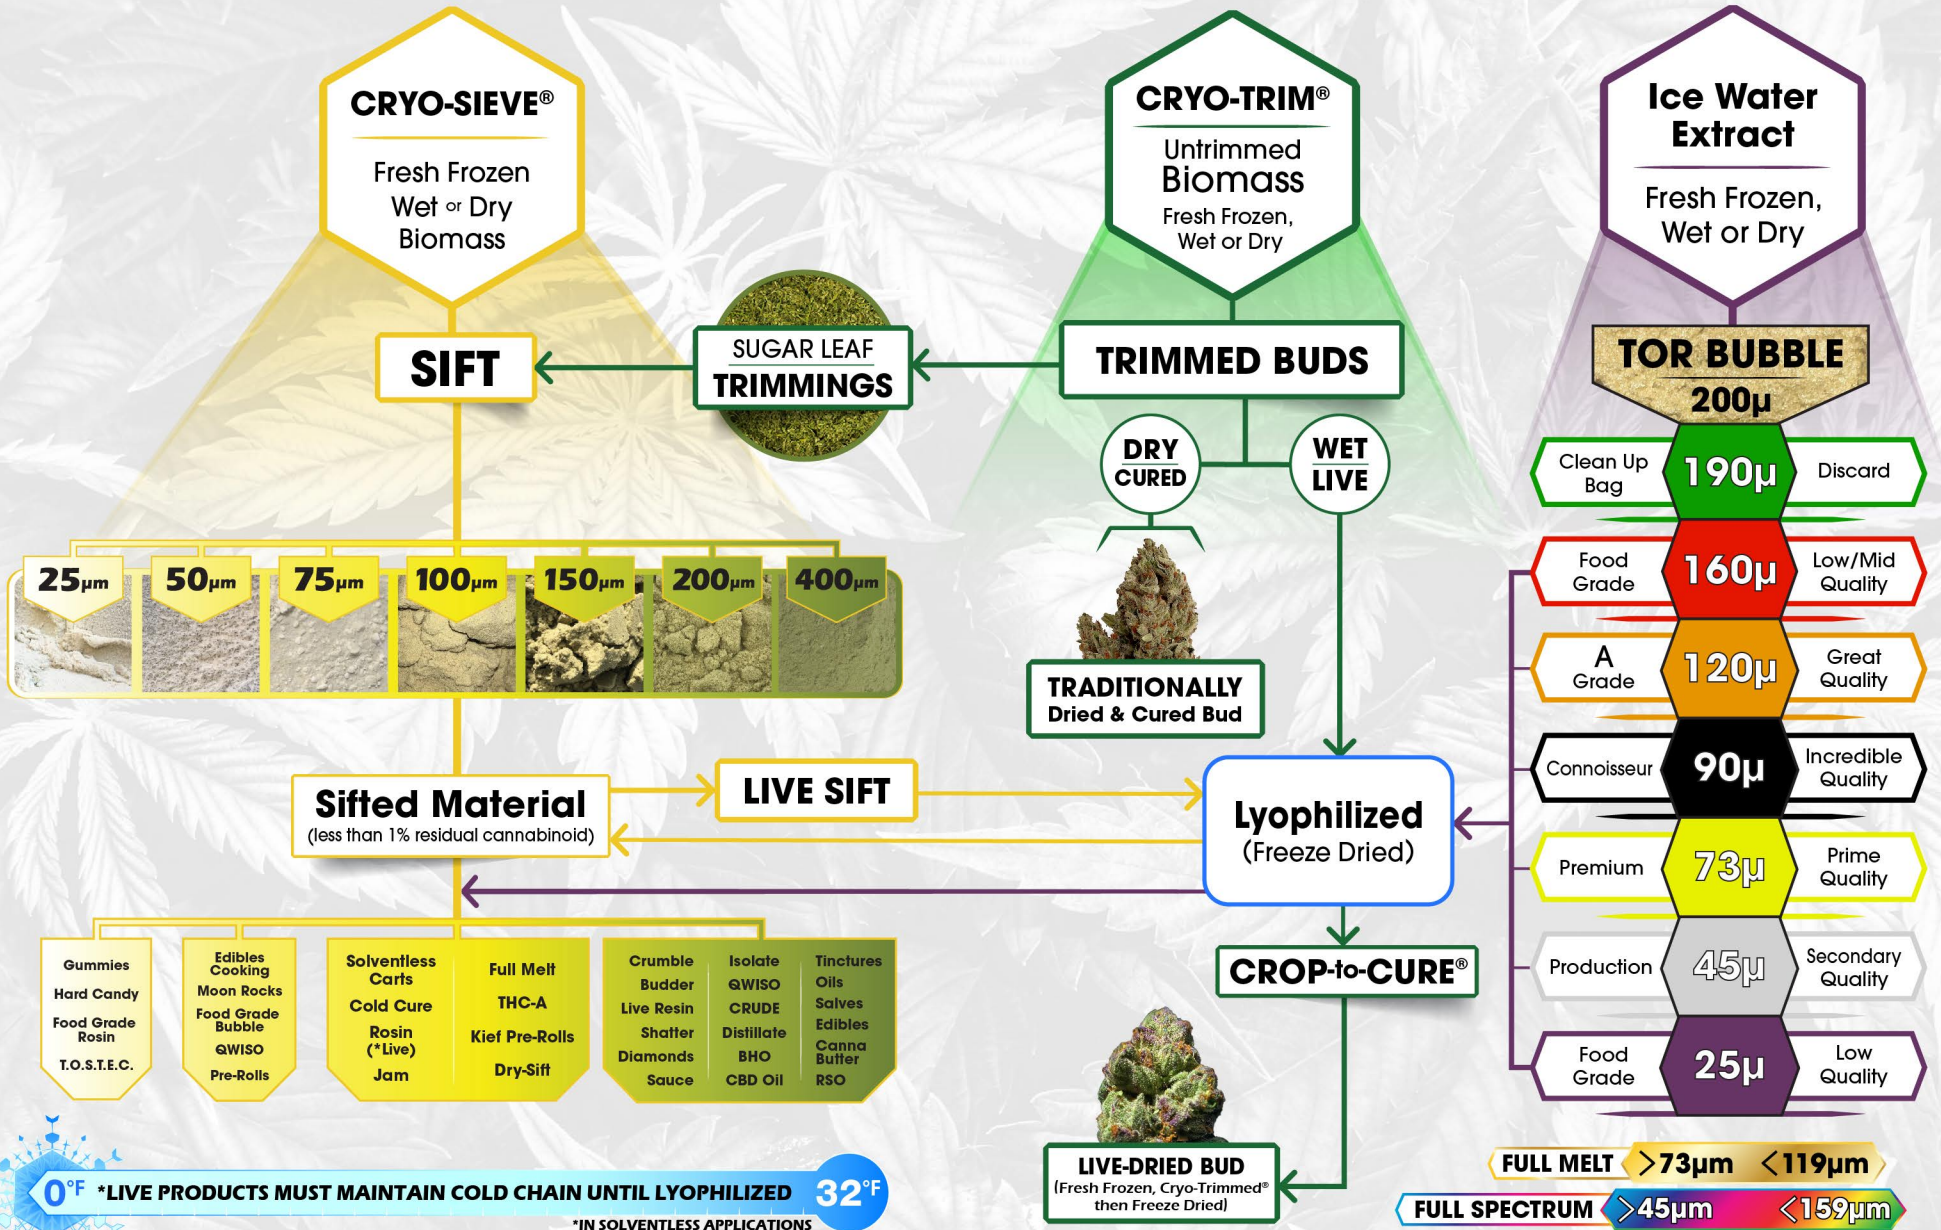 CRYO-SIEVE®
Fresh Frozen
Wet or Dry
Biomass
SIFT
SUGAR LEAF
TRIMMINGS
25µm
50µm
75µm
100µm
150µm
200µm
400µm
Sifted Material
(less than 1% residual cannabinoid)
LIVE SIFT
Gummies
Hard Candy
Food Grade
Rosin
T.O.S.T.E.C.
Edibles
Cooking
Moon Rocks
Food Grade
Bubble
QWISO
Pre-Rolls
Solventless
Carts
Cold Cure
Rosin
(*Live)
Jam
Full Melt
THC-A
Kief Pre-Rolls
Dry-Sift
Crumble
Budder
Live Resin
Shatter
Diamonds
Sauce
Isolate
QWISO
CRUDE
Distillate
BHO
CBD Oil
Tinctures
Oils
Salves
Edibles
Canna
Butter
RSO
0°F *LIVE PRODUCTS MUST MAINTAIN COLD CHAIN UNTIL LYOPHILIZED 32°F
*IN SOLVENTLESS APPLICATIONS
CRYO-TRIM®
Untrimmed
Biomass
Fresh Frozen,
Wet or Dry
TRIMMED BUDS
DRY
CURED
WET
LIVE
TRADITIONALLY
Dried & Cured Bud
Lyophilized
(Freeze Dried)
CROP-to-CURE®
LIVE-DRIED BUD
(Fresh Frozen, Cryo-Trimmed®
then Freeze Dried)
Ice Water
Extract
Fresh Frozen,
Wet or Dry
TOR BUBBLE
200µ
Clean Up
Bag
190µ
Discard
Food
Grade
160µ
Low/Mid
Quality
A
Grade
120µ
Great
Quality
Connoisseur
90µ
Incredible
Quality
Premium
73µ
Prime
Quality
Production
45µ
Secondary
Quality
Food
Grade
25µ
Low
Quality
FULL MELT >73µm <119µm
FULL SPECTRUM >45µm <159µm